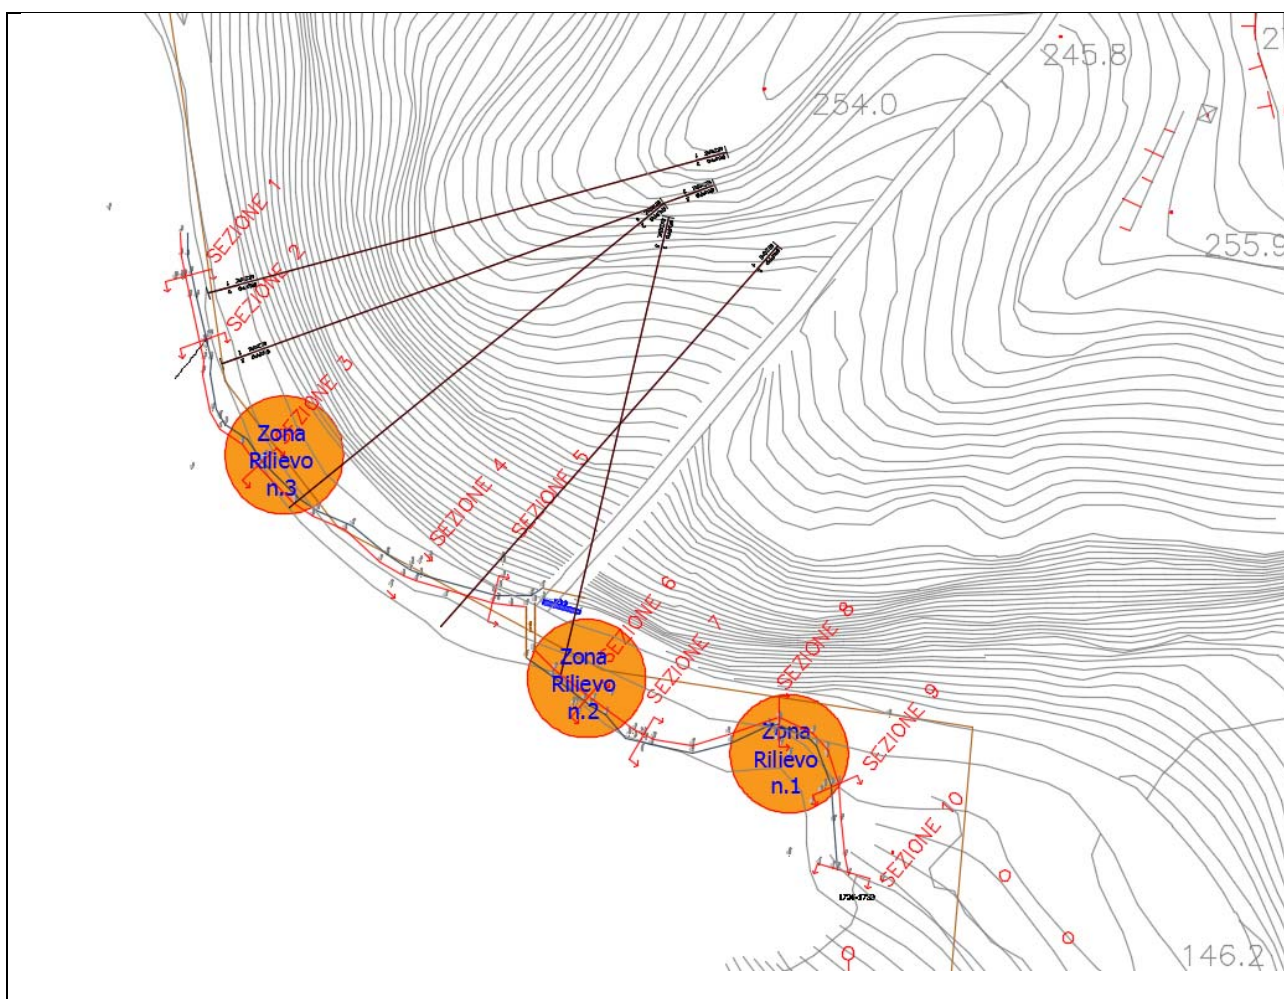 245.8
254.0
255.9
SEZIONE 1
SEZIONE 2
SEZIONE 3
Zona
Rilievo
n.3
SEZIONE 4
SEZIONE 5
SEZIONE 6
Zona
Rilievo
n.2
SEZIONE 7
SEZIONE 8
Zona
Rilievo
n.1
SEZIONE 9
SEZIONE 10
146.2